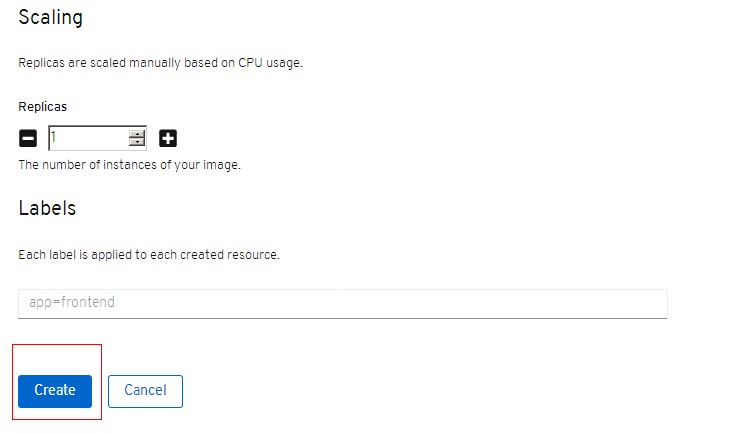 Scaling
Replicas are scaled manually based on CPU usage.
Replicas
1
The number of instances of your image.
Labels
Each label is applied to each created resource.
app=frontend
Create Cancel